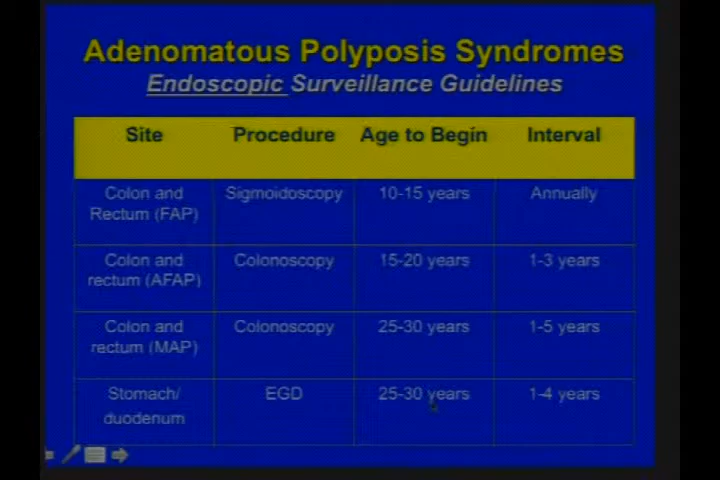 Adenomatous Polyposis Syndromes
Endoscopic Surveillance Guidelines
Site Procedure Age to Begin Interval
Colon and Sigmoidoscopy 10-15 years Annually
Rectum (FAP)
Colon and Colonoscopy 15-20 years 1-3 years
rectum (AFAP)
Colon and Colonoscopy 25-30 years 1-5 years
rectum (MAP)
Stomach/ EGD 25-30 years 1-4 years
duodenum